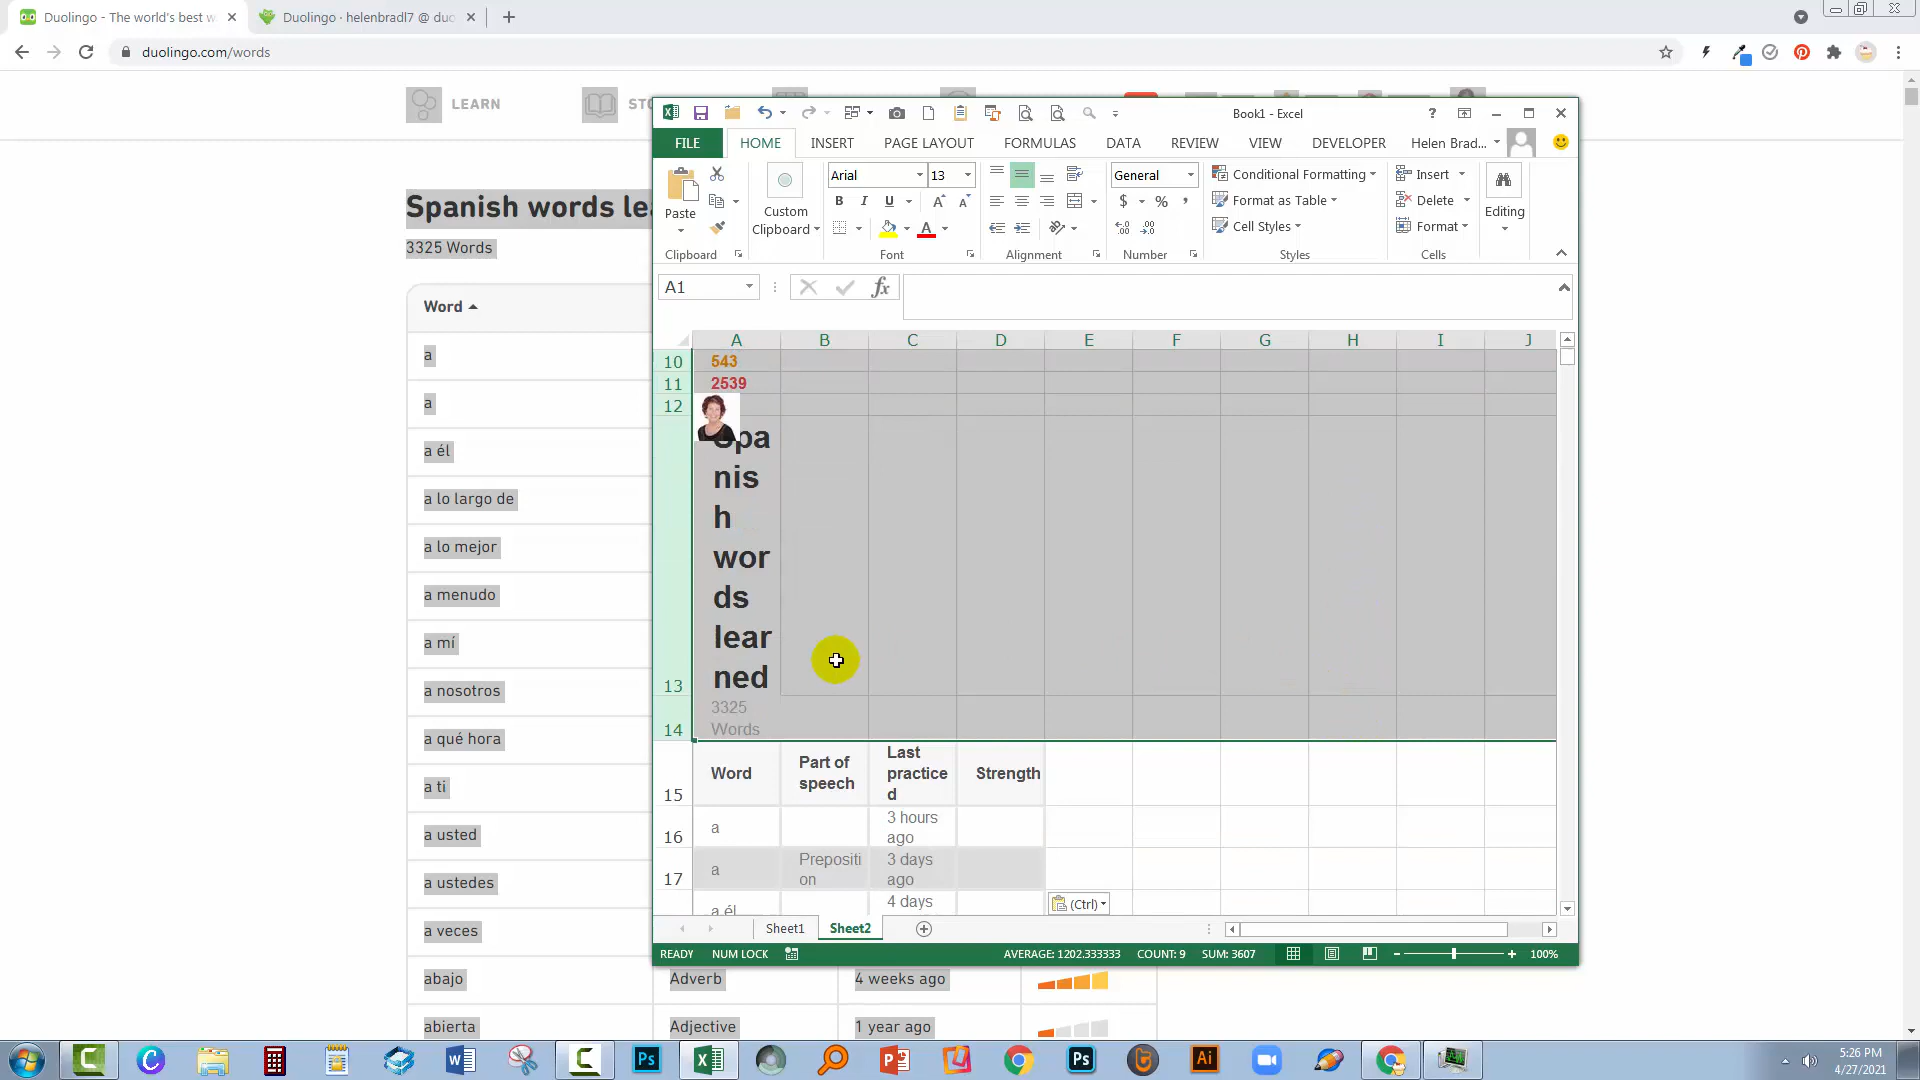 Duolingo - The world's best w
Duolingo · helenbradl7 @ duo
duolingo.com/words
LEARN
STO
Spanish words lea
3325 Words
Word
a
a
a él
a lo largo de
a lo mejor
a menudo
a mí
a nosotros
a qué hora
a ti
a usted
a ustedes
a veces
abajo
Adverb
4 weeks ago
abierta
Adjective
1 year ago
Book1 - Excel
FILE
HOME
INSERT
PAGE LAYOUT
FORMULAS
DATA
REVIEW
VIEW
DEVELOPER
Helen Brad...
Paste
Custom
Clipboard
Arial
13
B I U
A
General
$ % ,
Conditional Formatting
Format as Table
Cell Styles
Insert
Delete
Format
Editing
Clipboard
Font
Alignment
Number
Styles
Cells
A1
fx
A B C D E F G H I J
10 543
11 2539
12
13 Spa
nis
h
wor
ds
lear
ned
14 3325
Words
15 Word
Part of
speech
Last
practice
d
Strength
16 a
3 hours
ago
17 a
Prepositi
on
3 days
ago
a él
4 days
(Ctrl)
Sheet1
Sheet2
READY
NUM LOCK
AVERAGE: 1202.333333
COUNT: 9
SUM: 3607
100%
5:26 PM
4/27/2021